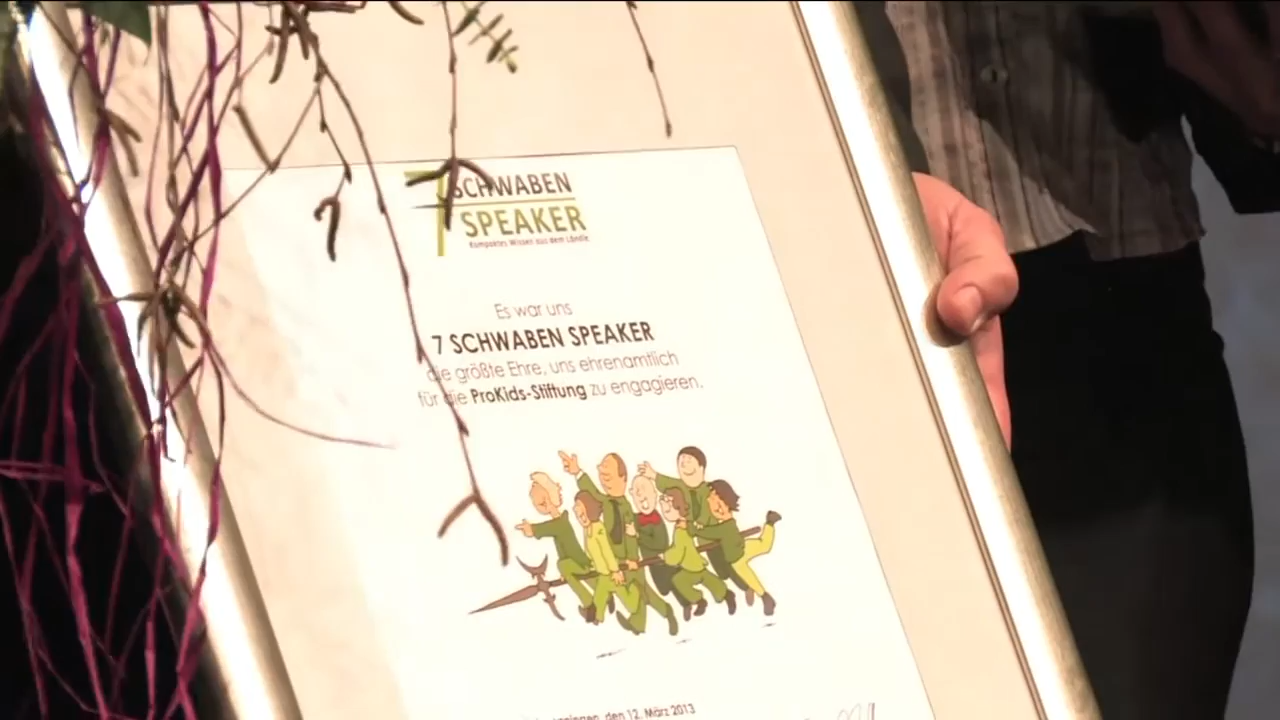 7 SCHWABEN
SPEAKER
Kompaktes Wissen aus dem Ländle
Es war uns
7 SCHWABEN SPEAKER
die größte Ehre, uns ehrenamtlich
für die ProKids-Stiftung zu engagieren.
den 12. März 2013